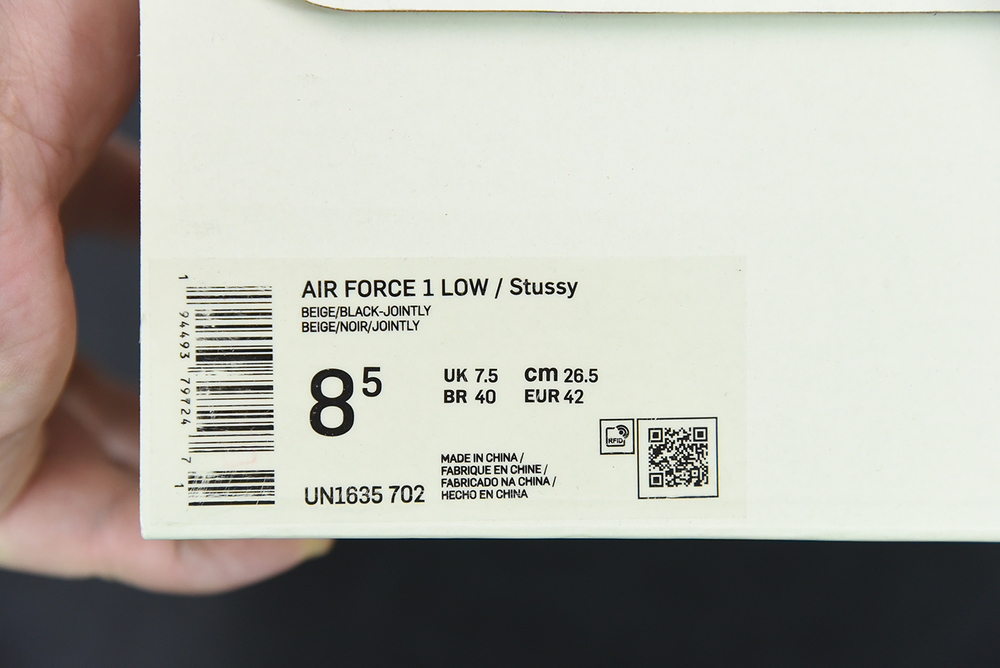 AIR FORCE 1 LOW / Stussy
BEIGE/BLACK-JOINTLY
BEIGE/NOIR/JOINTLY
8 5
UK 7.5 cm 26.5
BR 40 EUR 42
RFID
MADE IN CHINA /
FABRIQUE EN CHINE /
FABRICADO NA CHINA /
HECHO EN CHINA
UN1635 702
1 94493 79724 7 1